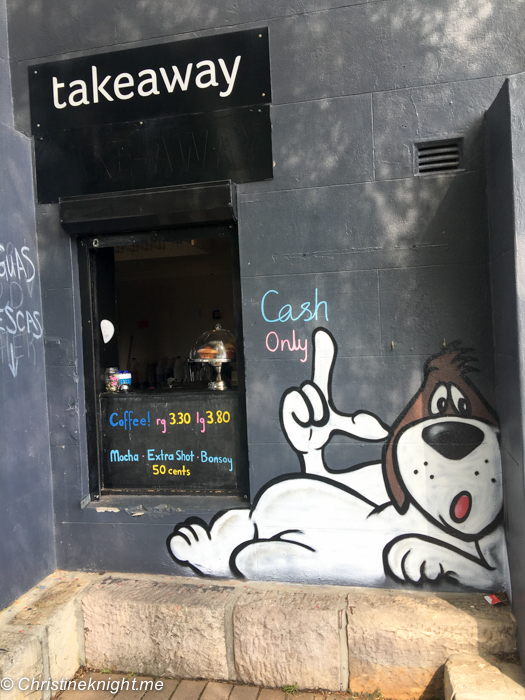 takeaway
GUAS
ESCAS
Cash
Only
Coffee! rg 3.30 lg 3.80
Mocha · Extra Shot · Bonsoy
50 cents
© Christineknight.me